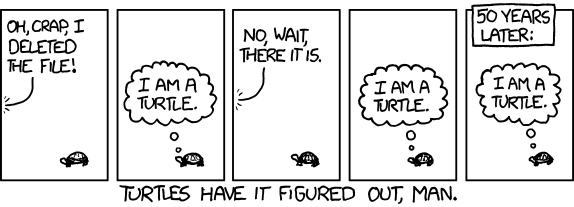 OH, CRAP, I
DELETED
THE FILE!
I AM A
TURTLE.
NO, WAIT,
THERE IT IS.
I AM A
TURTLE.
50 YEARS
LATER:
I AM A
TURTLE.
TURTLES HAVE IT FIGURED OUT, MAN.